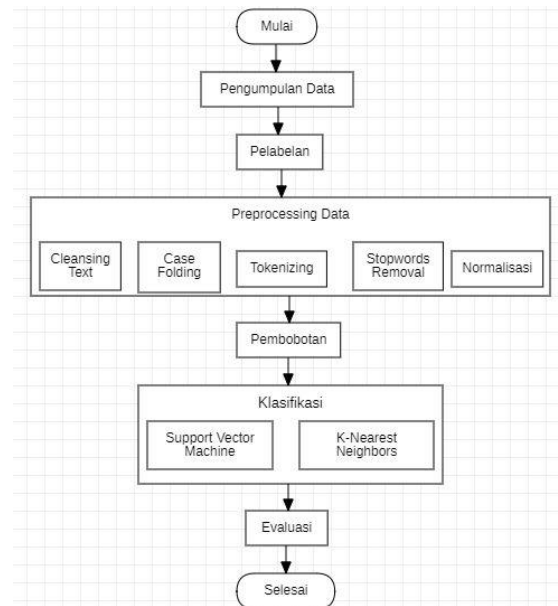 Mulai
Pengumpulan Data
Pelabelan
Preprocessing Data
Cleansing
Text
Case
Folding
Tokenizing
Stopwords
Removal
Normalisasi
Pembobotan
Klasifikasi
Support Vector
Machine
K-Nearest
Neighbors
Evaluasi
Selesai